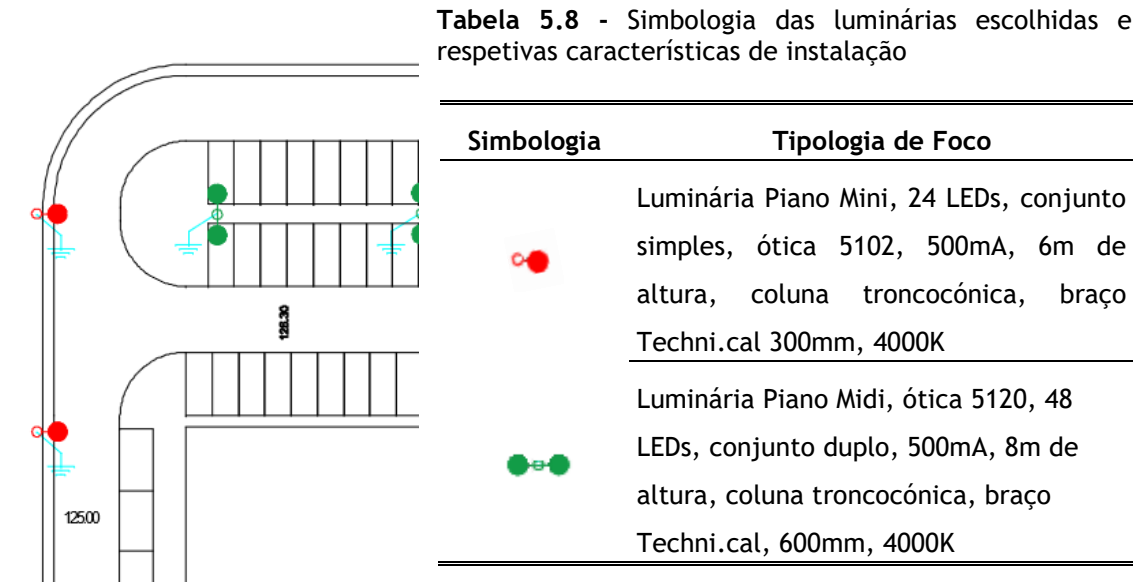 Tabela 5.8 - Simbologia das luminárias escolhidas e
respetivas características de instalação
Simbologia Tipologia de Foco
Luminária Piano Mini, 24 LEDs, conjunto
simples, ótica 5102, 500mA, 6m de
altura, coluna troncocónica, braço
Techni.cal 300mm, 4000K
Luminária Piano Midi, ótica 5120, 48
LEDs, conjunto duplo, 500mA, 8m de
altura, coluna troncocónica, braço
Techni.cal, 600mm, 4000K
126.30
125.00